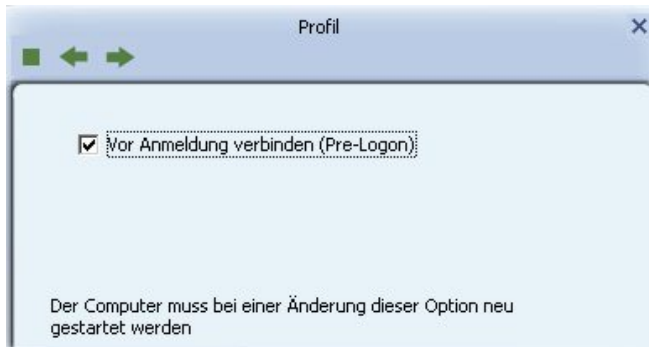 Profil
Vor Anmeldung verbinden (Pre-Logon)
Der Computer muss bei einer Änderung dieser Option neu
gestartet werden